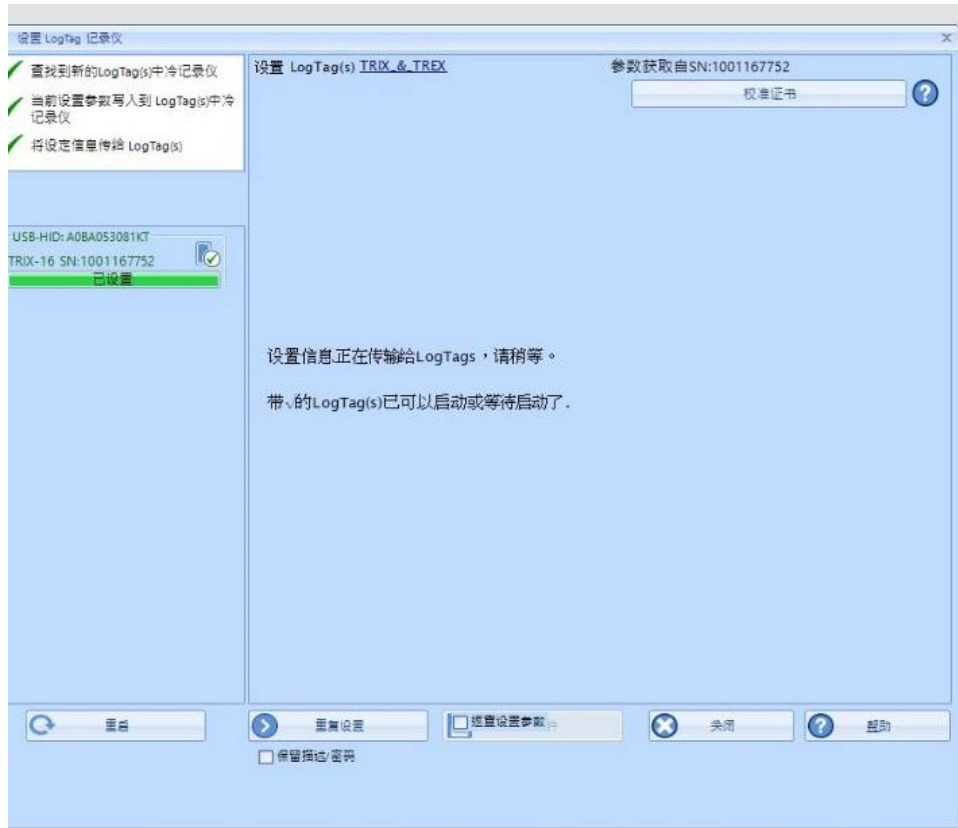 设置 LogTag 记录仪
查找到新的LogTag(s)中冷记录仪
当前设置参数写入到 LogTag(s)中冷
记录仪
将设定信息传给 LogTag(s)
设置 LogTag(s) TRIX_&_TREX
参数获取自SN:1001167752
校准证书
USB-HID: A0BA053081KT
TRIX-16 SN:1001167752
已设置
设置信息正在传输给LogTags，请稍等。
带√的LogTag(s)已可以启动或等待启动了.
重启
重复设置
设置参数
关闭
帮助
保留描述/密码